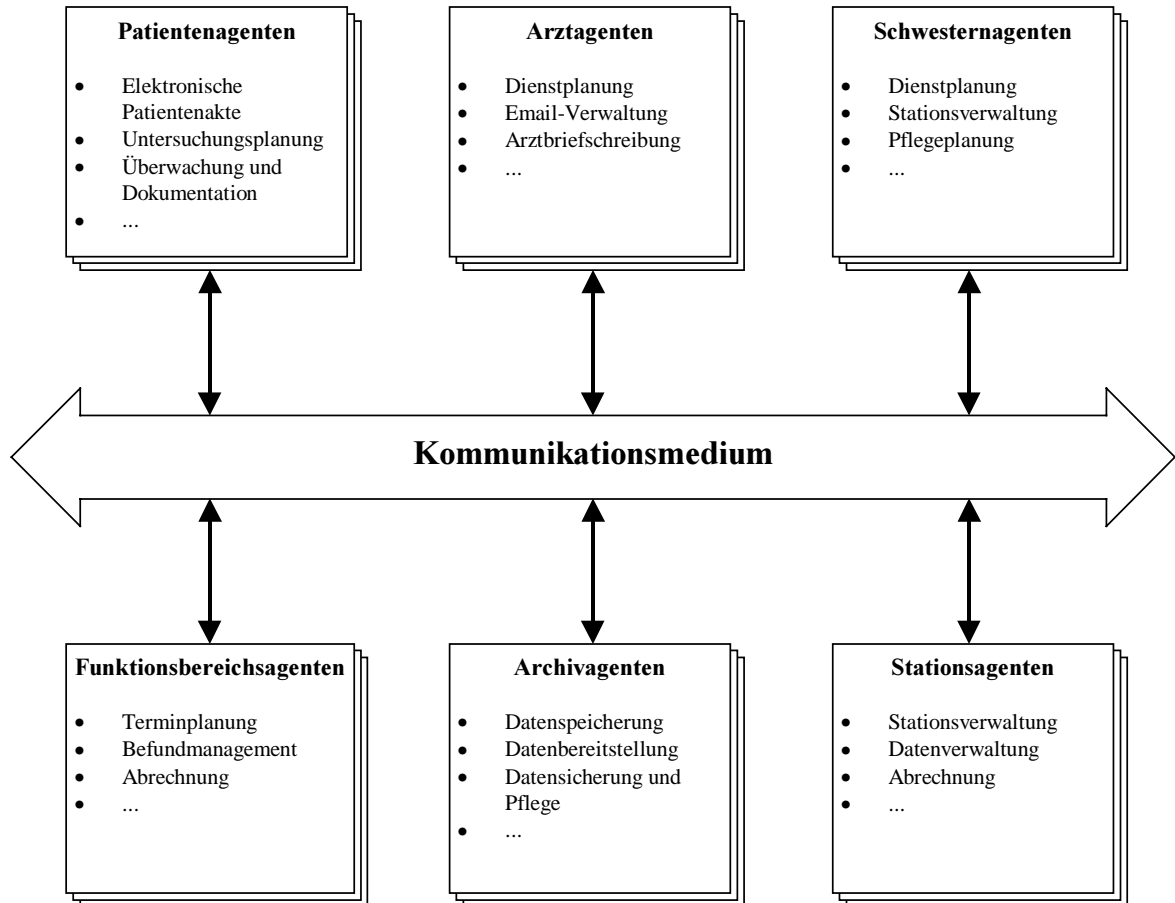 Patientenagenten
• Elektronische
Patientenakte
• Untersuchungsplanung
• Überwachung und
Dokumentation
• ...
Arztagenten
• Dienstplanung
• Email-Verwaltung
• Arztbriefschreibung
• ...
Schwesternagenten
• Dienstplanung
• Stationsverwaltung
• Pflegeplanung
• ...
Kommunikationsmedium
Funktionsbereichsagenten
• Terminplanung
• Befundmanagement
• Abrechnung
• ...
Archivagenten
• Datenspeicherung
• Datenbereitstellung
• Datensicherung und
Pflege
• ...
Stationsagenten
• Stationsverwaltung
• Datenverwaltung
• Abrechnung
• ...